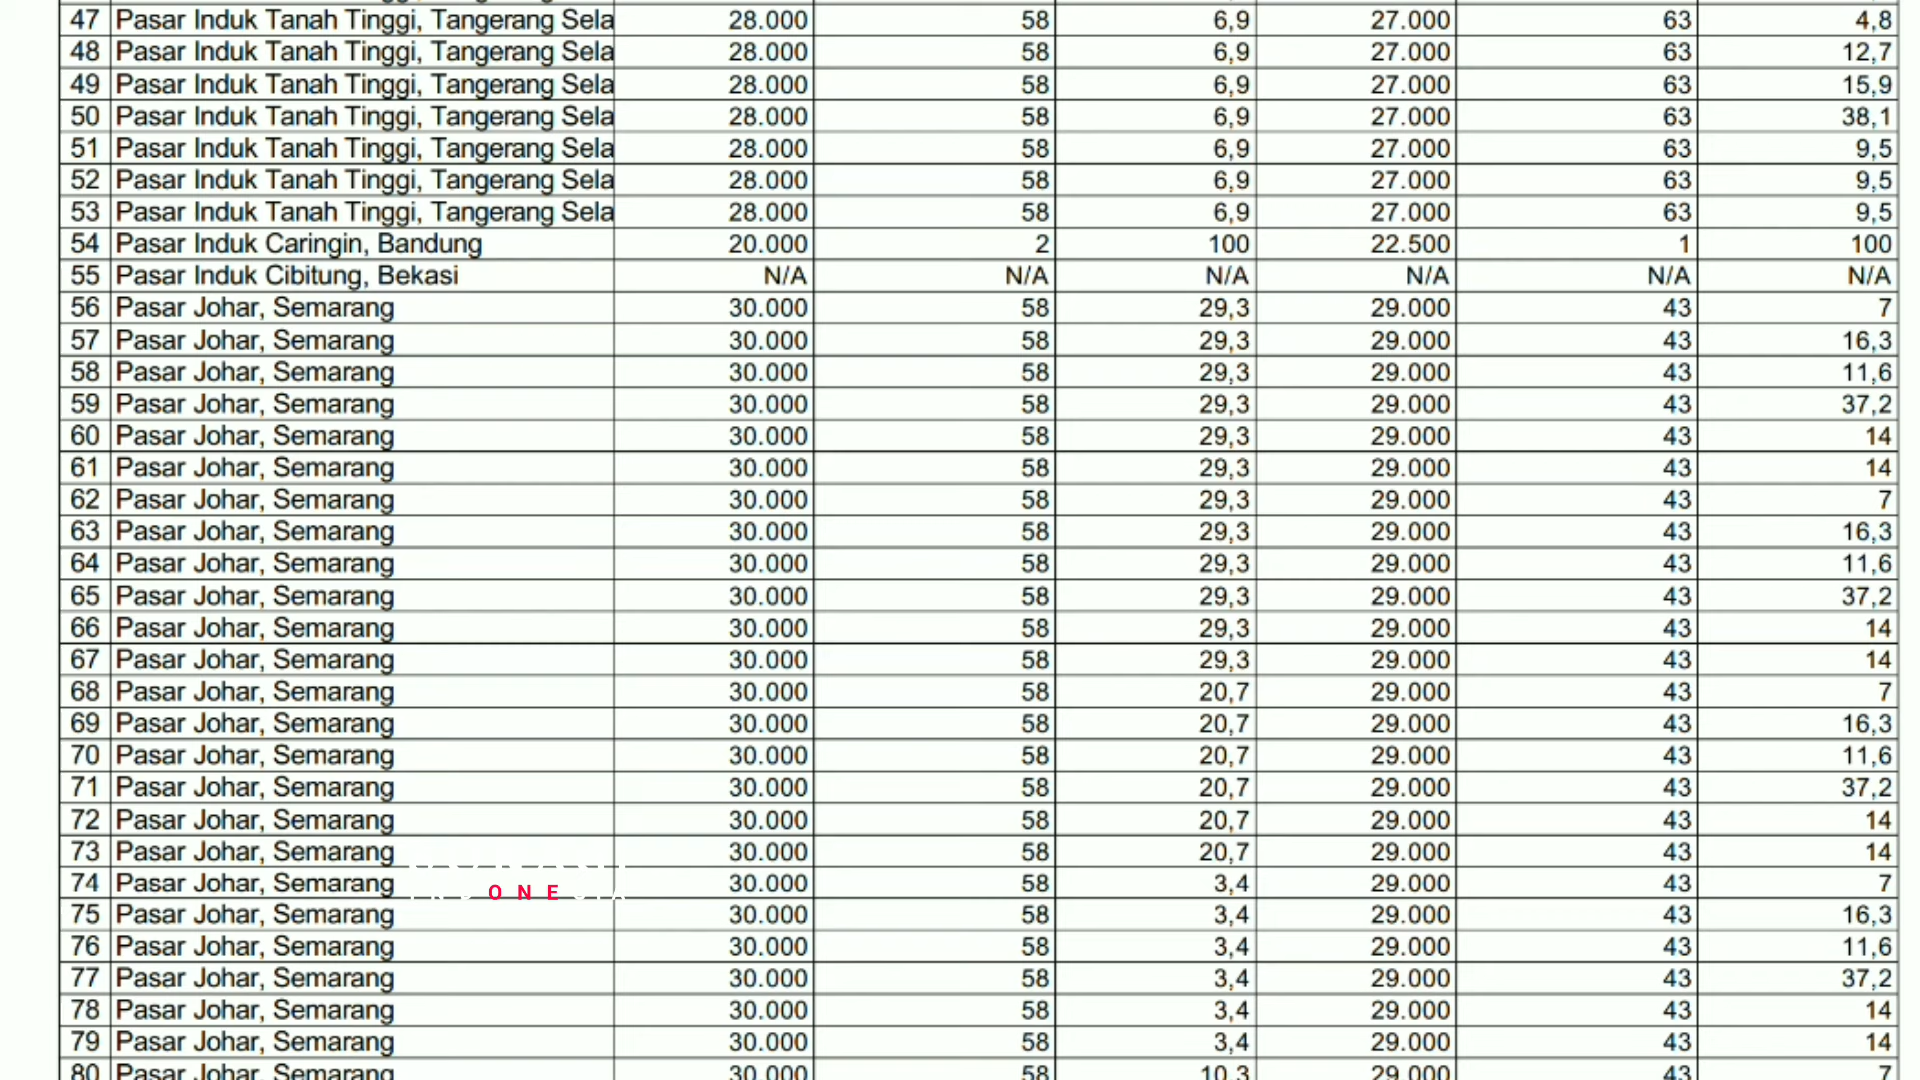 47 Pasar Induk Tanah Tinggi, Tangerang Sela 28.000 58 6,9 27.000 63 4,8
48 Pasar Induk Tanah Tinggi, Tangerang Sela 28.000 58 6,9 27.000 63 12,7
49 Pasar Induk Tanah Tinggi, Tangerang Sela 28.000 58 6,9 27.000 63 15,9
50 Pasar Induk Tanah Tinggi, Tangerang Sela 28.000 58 6,9 27.000 63 38,1
51 Pasar Induk Tanah Tinggi, Tangerang Sela 28.000 58 6,9 27.000 63 9,5
52 Pasar Induk Tanah Tinggi, Tangerang Sela 28.000 58 6,9 27.000 63 9,5
53 Pasar Induk Tanah Tinggi, Tangerang Sela 28.000 58 6,9 27.000 63 9,5
54 Pasar Induk Caringin, Bandung 20.000 2 100 22.500 1 100
55 Pasar Induk Cibitung, Bekasi N/A N/A N/A N/A N/A N/A
56 Pasar Johar, Semarang 30.000 58 29,3 29.000 43 7
57 Pasar Johar, Semarang 30.000 58 29,3 29.000 43 16,3
58 Pasar Johar, Semarang 30.000 58 29,3 29.000 43 11,6
59 Pasar Johar, Semarang 30.000 58 29,3 29.000 43 37,2
60 Pasar Johar, Semarang 30.000 58 29,3 29.000 43 14
61 Pasar Johar, Semarang 30.000 58 29,3 29.000 43 14
62 Pasar Johar, Semarang 30.000 58 29,3 29.000 43 7
63 Pasar Johar, Semarang 30.000 58 29,3 29.000 43 16,3
64 Pasar Johar, Semarang 30.000 58 29,3 29.000 43 11,6
65 Pasar Johar, Semarang 30.000 58 29,3 29.000 43 37,2
66 Pasar Johar, Semarang 30.000 58 29,3 29.000 43 14
67 Pasar Johar, Semarang 30.000 58 29,3 29.000 43 14
68 Pasar Johar, Semarang 30.000 58 20,7 29.000 43 7
69 Pasar Johar, Semarang 30.000 58 20,7 29.000 43 16,3
70 Pasar Johar, Semarang 30.000 58 20,7 29.000 43 11,6
71 Pasar Johar, Semarang 30.000 58 20,7 29.000 43 37,2
72 Pasar Johar, Semarang 30.000 58 20,7 29.000 43 14
73 Pasar Johar, Semarang 30.000 58 20,7 29.000 43 14
74 Pasar Johar, Semarang 30.000 58 3,4 29.000 43 7
ONE
75 Pasar Johar, Semarang 30.000 58 3,4 29.000 43 16,3
76 Pasar Johar, Semarang 30.000 58 3,4 29.000 43 11,6
77 Pasar Johar, Semarang 30.000 58 3,4 29.000 43 37,2
78 Pasar Johar, Semarang 30.000 58 3,4 29.000 43 14
79 Pasar Johar, Semarang 30.000 58 3,4 29.000 43 14
80 Pasar Johar, Semarang 30.000 58 10,3 29.000 43 7